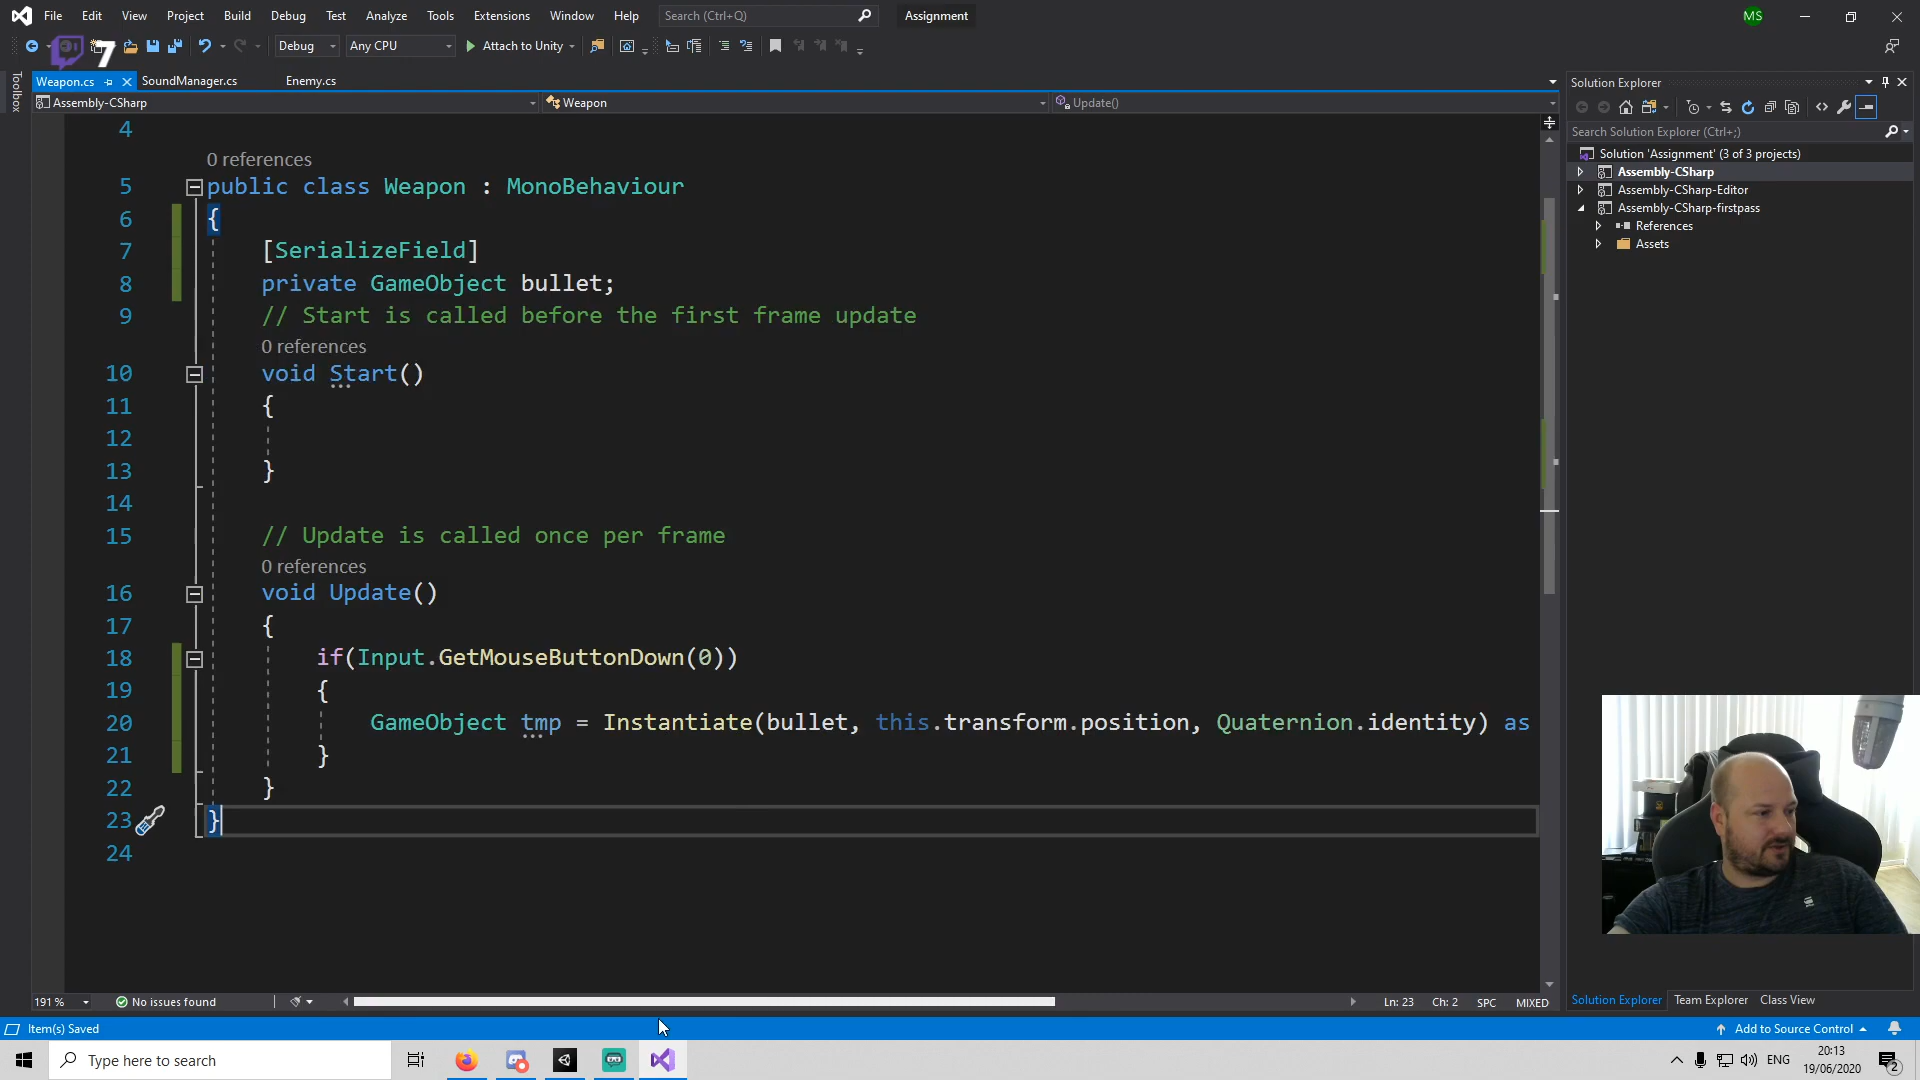 File Edit View Project Build Debug Test Analyze Tools Extensions Window Help Search (Ctrl+Q) Assignment MS
7 Debug Any CPU Attach to Unity
Toolbox
Weapon.cs SoundManager.cs Enemy.cs
Assembly-CSharp Weapon Update()
4
0 references
5 public class Weapon : MonoBehaviour
6 {
7 [SerializeField]
8 private GameObject bullet;
9 // Start is called before the first frame update
0 references
10 void Start()
11 {
12
13 }
14
15 // Update is called once per frame
0 references
16 void Update()
17 {
18 if(Input.GetMouseButtonDown(0))
19 {
20 GameObject tmp = Instantiate(bullet, this.transform.position, Quaternion.identity) as
21 }
22 }
23 }
24
191 % No issues found Ln: 23 Ch: 2 SPC MIXED
Solution Explorer
Search Solution Explorer (Ctrl+;)
Solution 'Assignment' (3 of 3 projects)
Assembly-CSharp
Assembly-CSharp-Editor
Assembly-CSharp-firstpass
References
Assets
Solution Explorer Team Explorer Class View
Item(s) Saved Add to Source Control
Type here to search ENG 20:13
19/06/2020 2